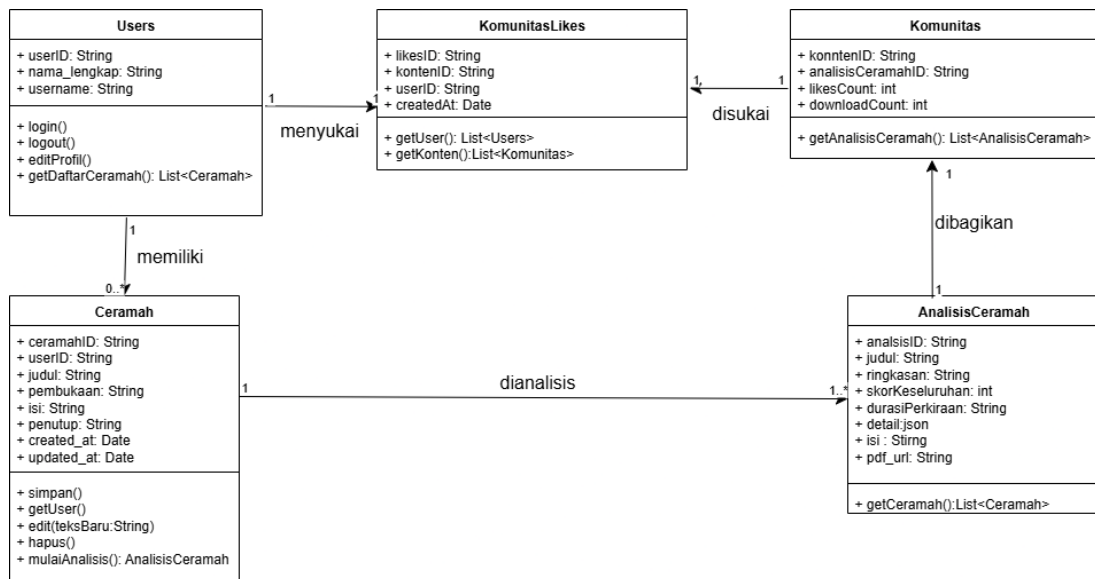 Users
+ userID: String
+ nama_lengkap: String
+ username: String
+ login()
+ logout()
+ editProfil()
+ getDaftarCeramah(): List<Ceramah>
1
menyukai
1
KomunitasLikes
+ likesID: String
+ kontenID: String
+ userID: String
+ createdAt: Date
+ getUser(): List<Users>
+ getKonten():List<Komunitas>
1,
disukai
1
Komunitas
+ konntenID: String
+ analisisCeramahID: String
+ likesCount: int
+ downloadCount: int
+ getAnalisisCeramah(): List<AnalisisCeramah>
1
dibagikan
1
1
memiliki
0..*
Ceramah
+ ceramahID: String
+ userID: String
+ judul: String
+ pembukaan: String
+ isi: String
+ penutup: String
+ created_at: Date
+ updated_at: Date
+ simpan()
+ getUser()
+ edit(teksBaru:String)
+ hapus()
+ mulaiAnalisis(): AnalisisCeramah
1
dianalisis
1..*
AnalisisCeramah
+ analsisID: String
+ judul: String
+ ringkasan: String
+ skorKeseluruhan: int
+ durasiPerkiraan: String
+ detail:json
+ isi : Stirng
+ pdf_url: String
+ getCeramah():List<Ceramah>